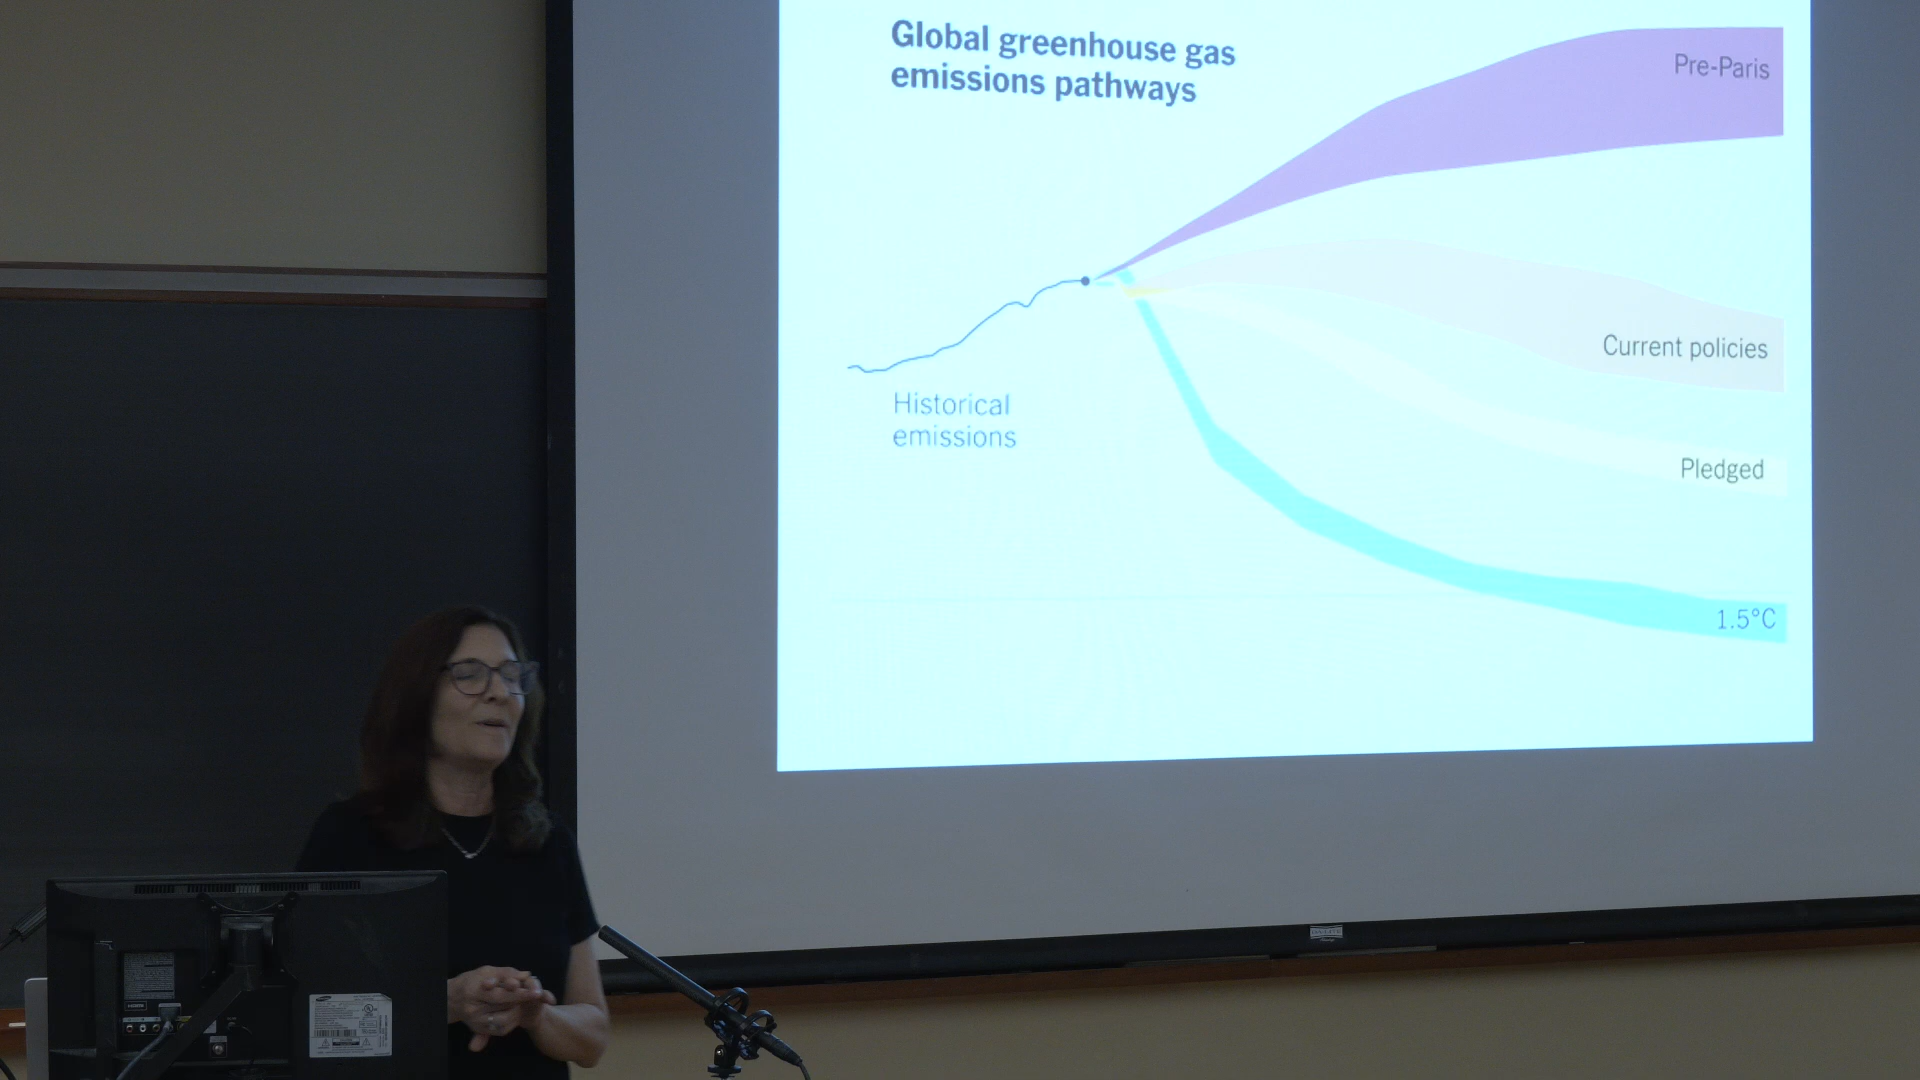 Global greenhouse gas
emissions pathways
Pre-Paris
Current policies
Historical
emissions
Pledged
1.5°C